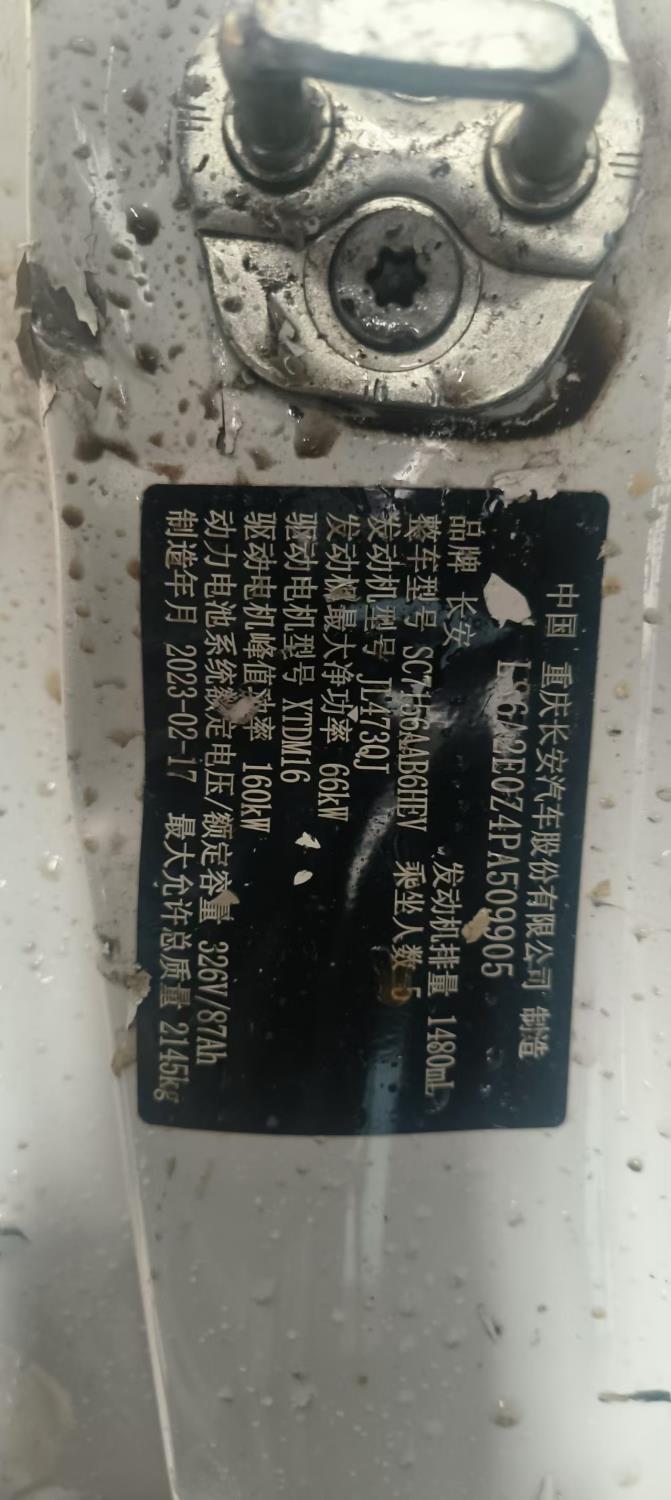 中国 重庆长安汽车股份有限公司 制造
LS6A2E0Z4PA509905
品牌 长安 发动机排量 1480mL
整车型号 SC7156AAB6HEV 乘坐人数 5
发动机型号 JL473QJ
发动机最大净功率 66kW
驱动电机型号 XTDM16
驱动电机峰值功率 160kW
动力电池系统额定电压/额定容量 326V/87Ah
制造年月 2023-02-17 最大允许总质量 2145kg